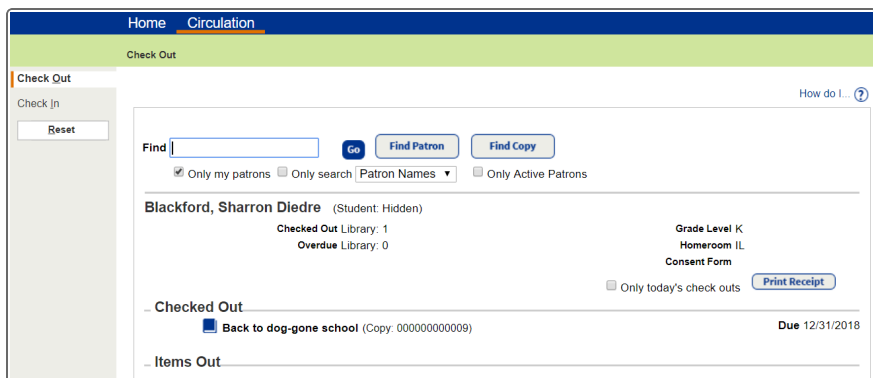 Home Circulation
Check Out
Check Out
How do I... ?
Check In
Reset
Find Go Find Patron Find Copy
Only my patrons Only search Patron Names ▼ Only Active Patrons
Blackford, Sharron Diedre (Student: Hidden)
Checked Out Library: 1 Grade Level K
Overdue Library: 0 Homeroom IL
Consent Form
Only today's check outs Print Receipt
Checked Out
Back to dog-gone school (Copy: 000000000009) Due 12/31/2018
Items Out